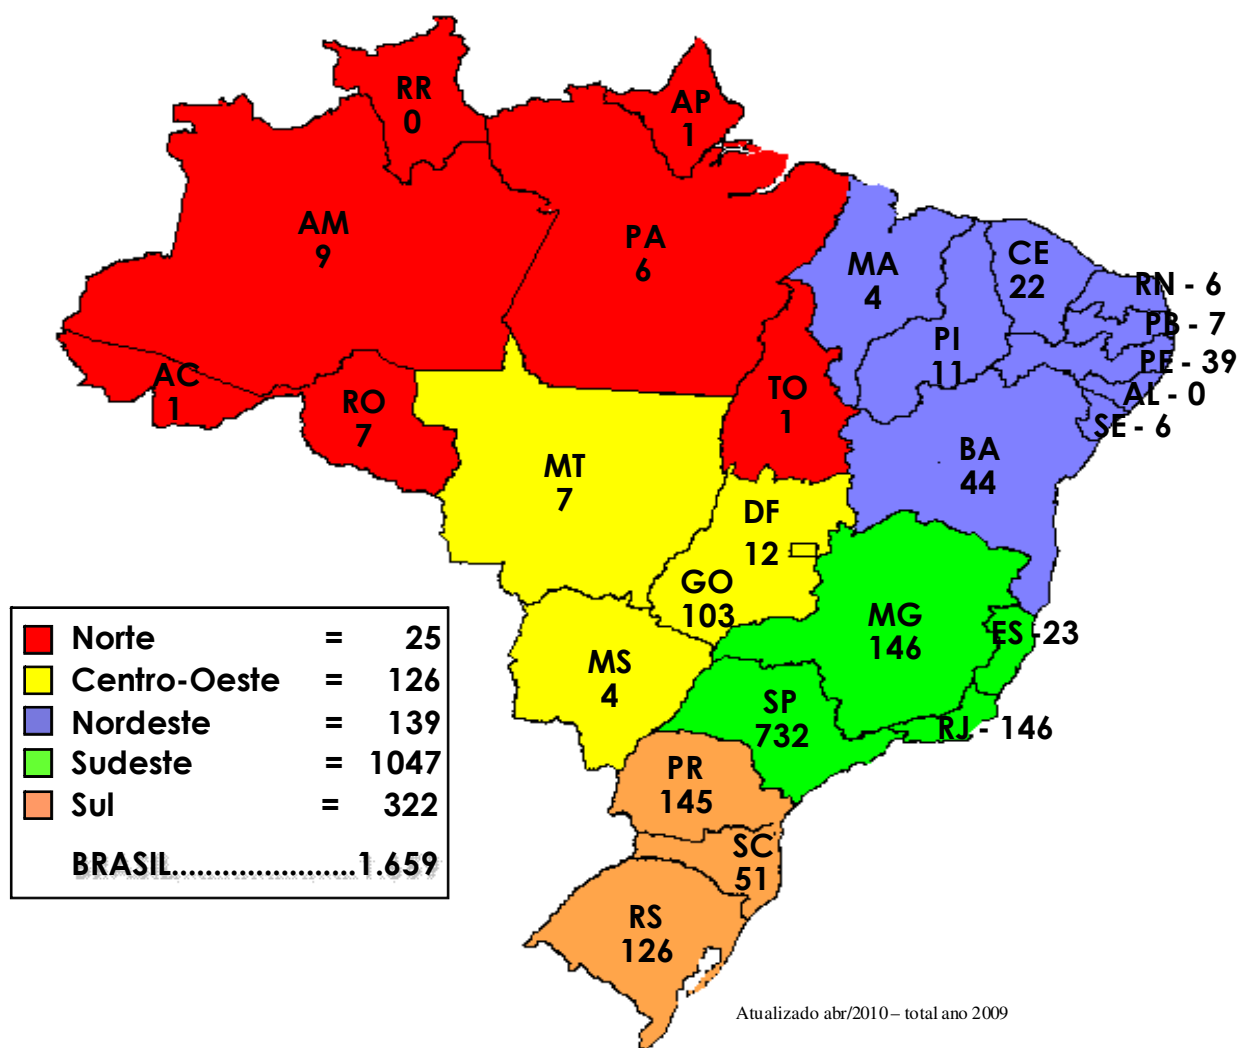 RR
0
AP
1
AM
9
PA
6
MA
4
CE
22
RN - 6
PB - 7
PI
11
PE - 39
AC
1
RO
7
TO
1
AL - 0
SE - 6
BA
44
MT
7
DF
12
GO
103
MG
146
ES -23
MS
4
SP
732
RJ - 146
PR
145
SC
51
RS
126
Norte = 25
Centro-Oeste = 126
Nordeste = 139
Sudeste = 1047
Sul = 322
BRASIL......................1.659
Atualizado abr/2010 – total ano 2009